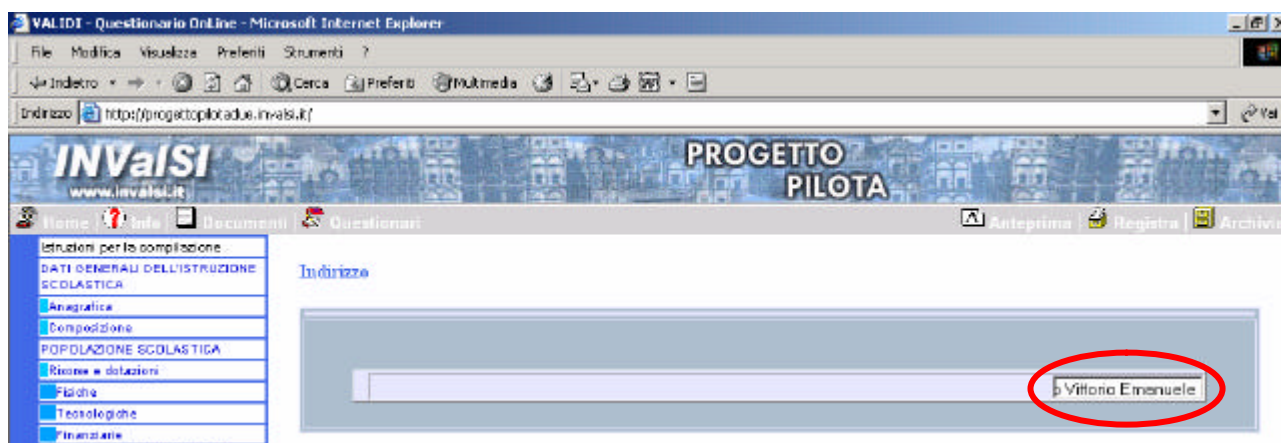 VALIDI - Questionario OnLine - Microsoft Internet Explorer
File Modifica Visualizza Preferiti Strumenti ?
Indietro Cerca Preferiti Multimedia
Indirizzo http://progettopilotadue.invalsi.it/ Vai
INValSI
www.invalsi.it
PROGETTO
PILOTA
Home Info Documenti Questionari Anteprima Registra Archivi
Istruzioni per la compilazione
DATI GENERALI DELL'ISTRUZIONE
SCOLASTICA
Anagrafica
Composizione
POPOLAZIONE SCOLASTICA
Risorse e dotazioni
Fisiche
Tecnologiche
Finanziarie
Indirizzo
o Vittorio Emanuele